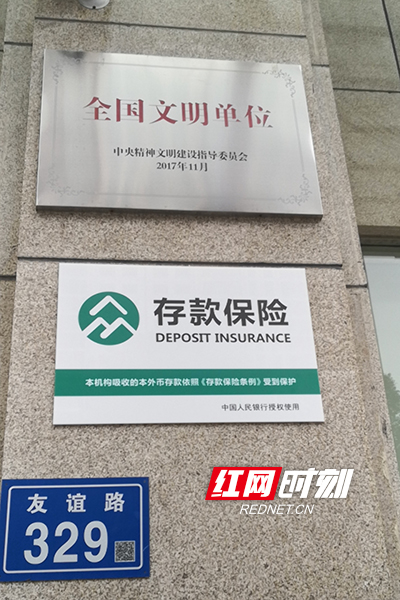 全国文明单位
中央精神文明建设指导委员会
2017年11月
存款保险
DEPOSIT INSURANCE
本机构吸收的本外币存款依照《存款保险条例》受到保护
中国人民银行授权使用
红网时刻
REDNET.CN
友谊路
329